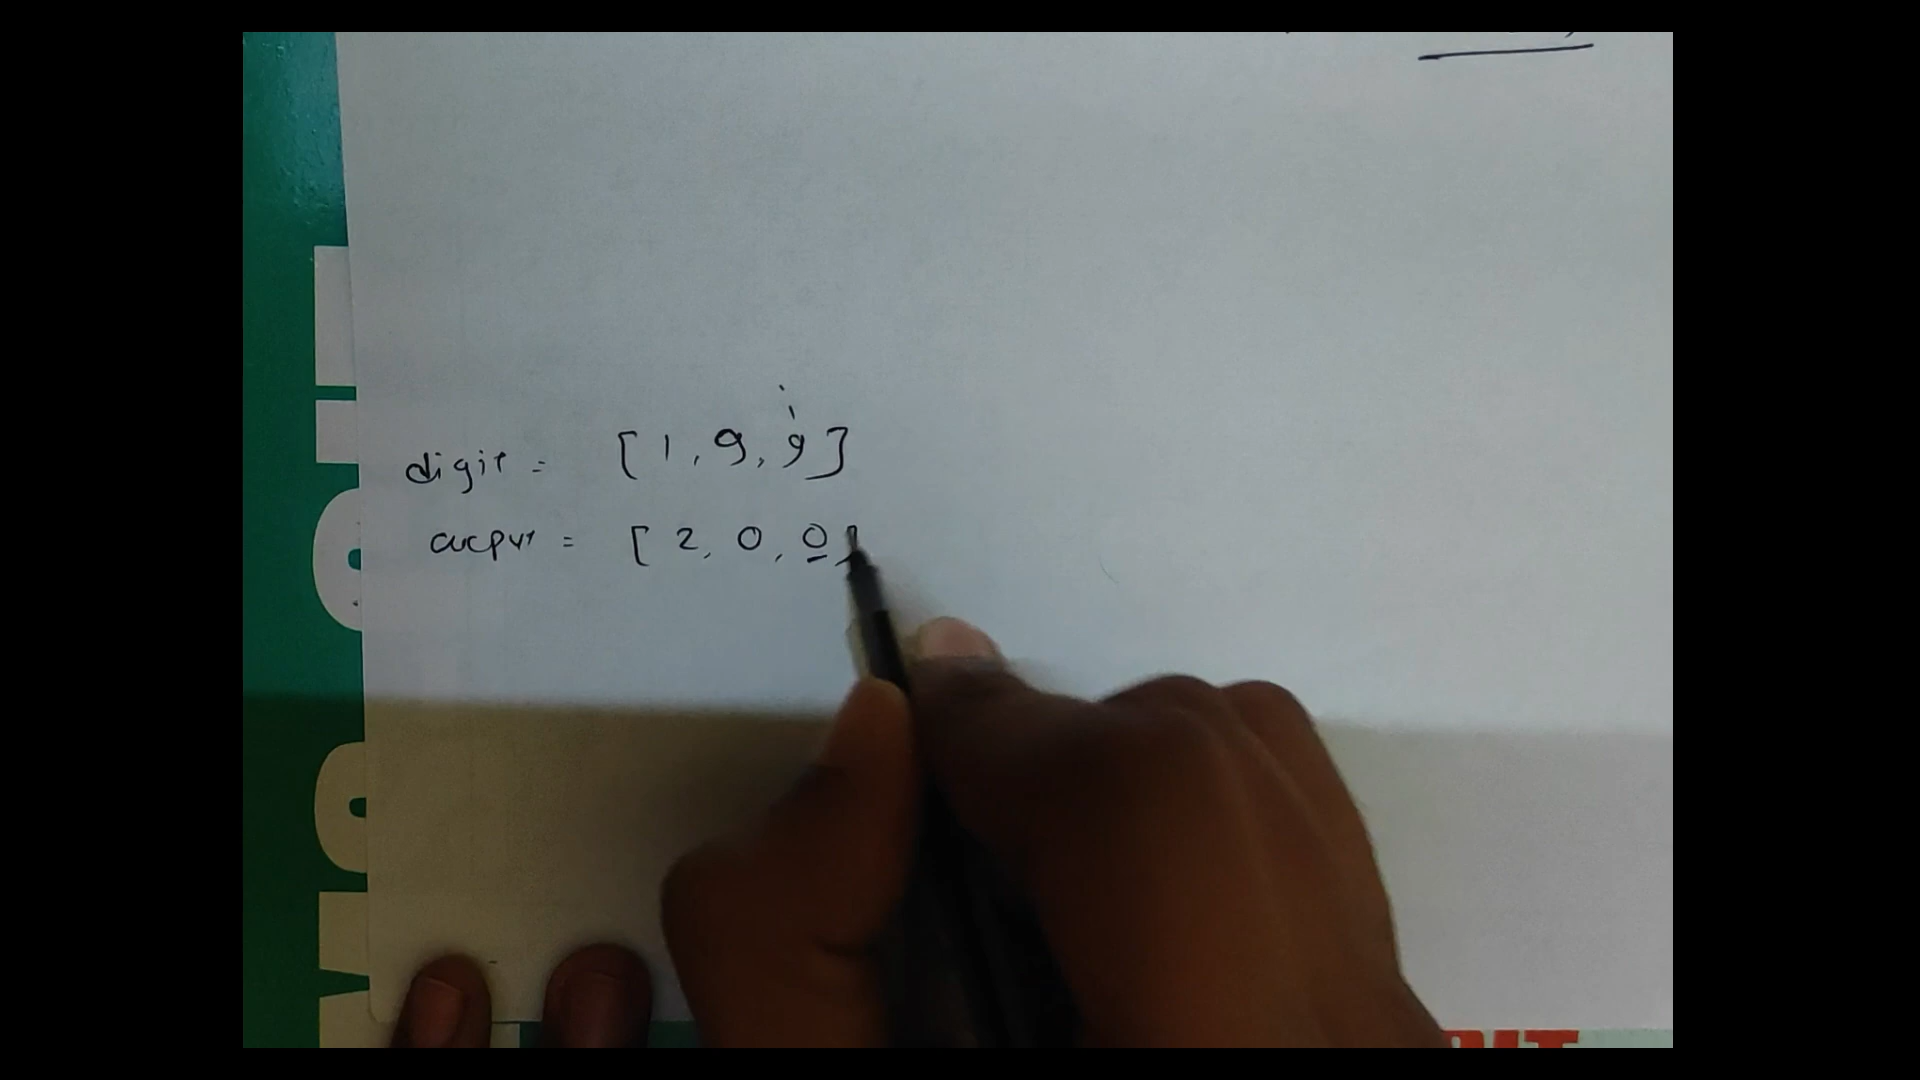 digit = [1, 9, 9]
output = [2, 0, 0]